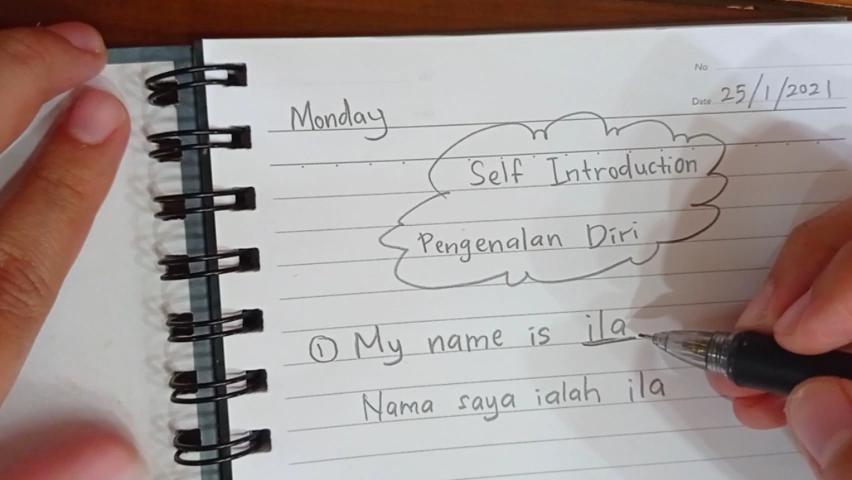 No
Date 25/1/2021
Monday
Self Introduction
Pengenalan Diri
① My name is ila
Nama saya ialah ila